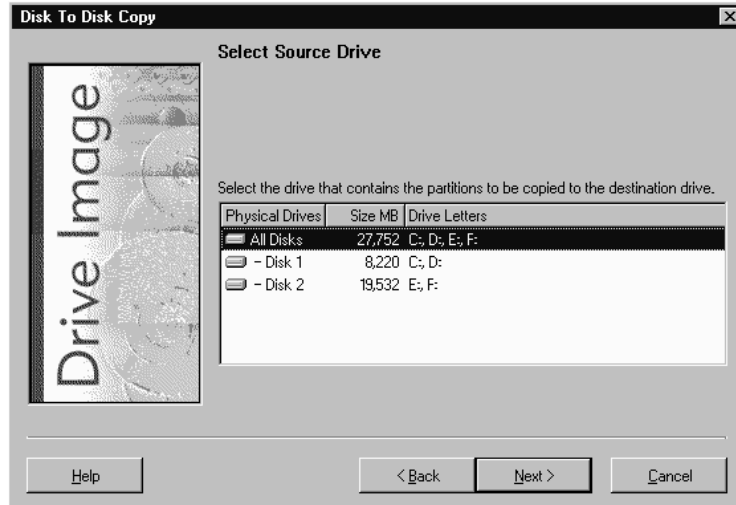 Disk To Disk Copy
Drive Image
Select Source Drive
Select the drive that contains the partitions to be copied to the destination drive.
Physical Drives Size MB Drive Letters
All Disks 27,752 C:, D:, E:, F:
- Disk 1 8,220 C:, D:
- Disk 2 19,532 E:, F:
Help < Back Next > Cancel